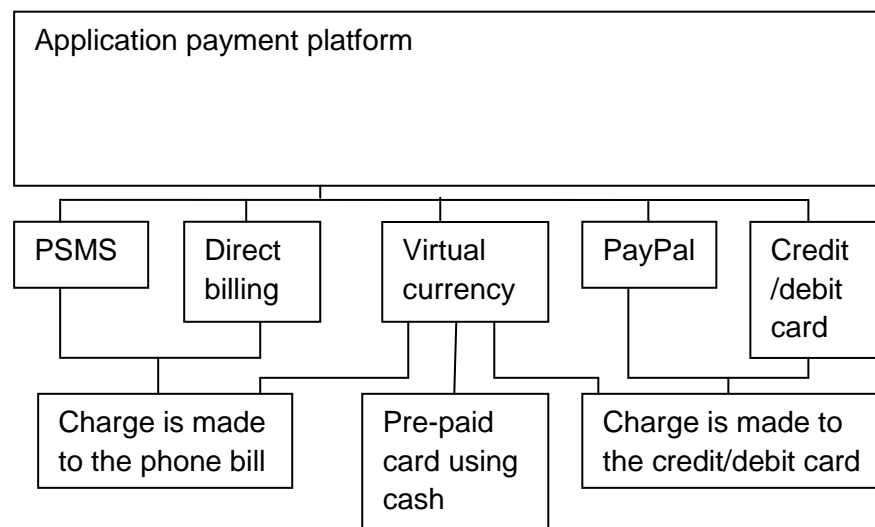 Application payment platform
PSMS
Direct
billing
Virtual
currency
PayPal
Credit
/debit
card
Charge is made
to the phone bill
Pre-paid
card using
cash
Charge is made to
the credit/debit card